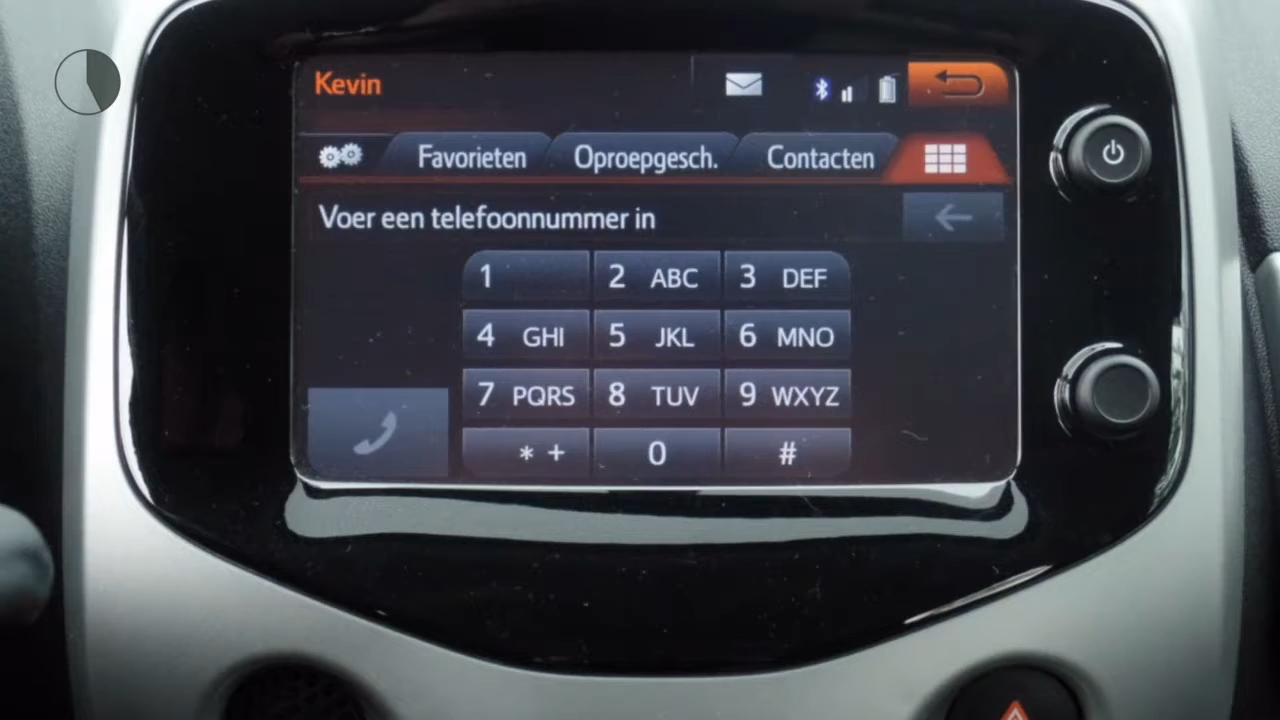 Kevin
Favorieten Oproepgesch. Contacten
Voer een telefoonnummer in
1 2 ABC 3 DEF
4 GHI 5 JKL 6 MNO
7 PQRS 8 TUV 9 WXYZ
* + 0 #